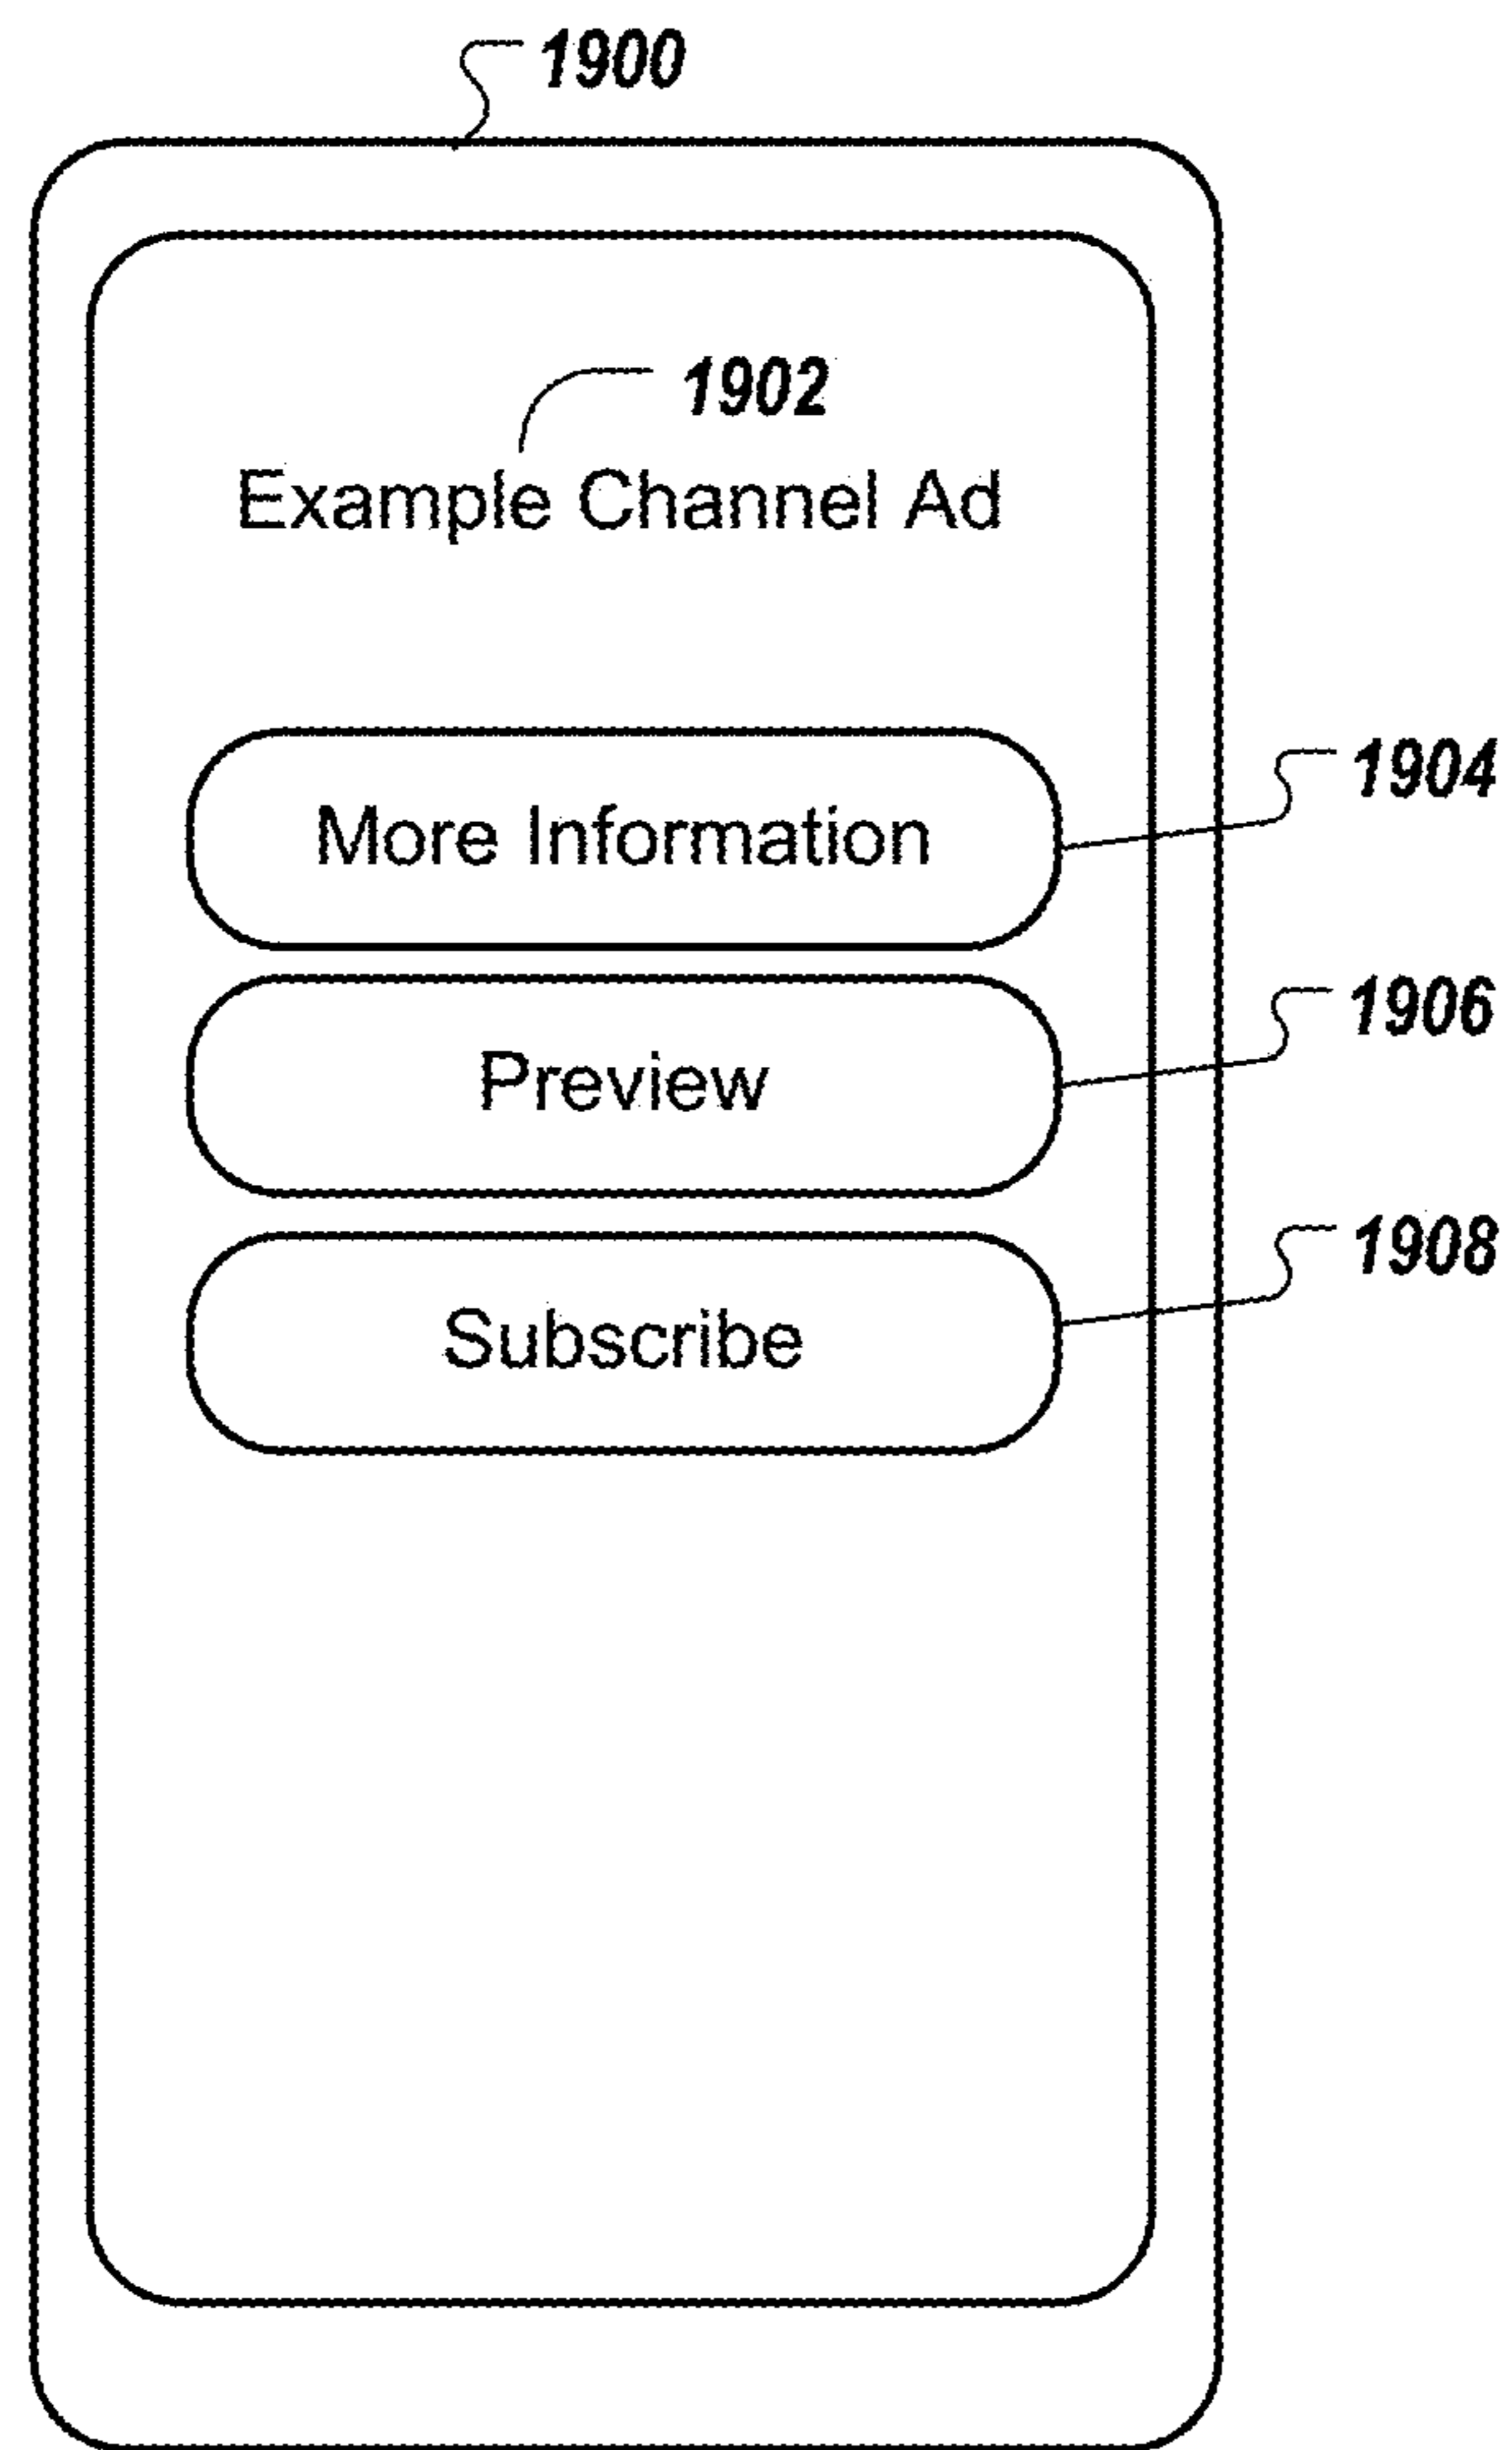 1900
1902
Example Channel Ad
More Information
1904
Preview
1906
Subscribe
1908